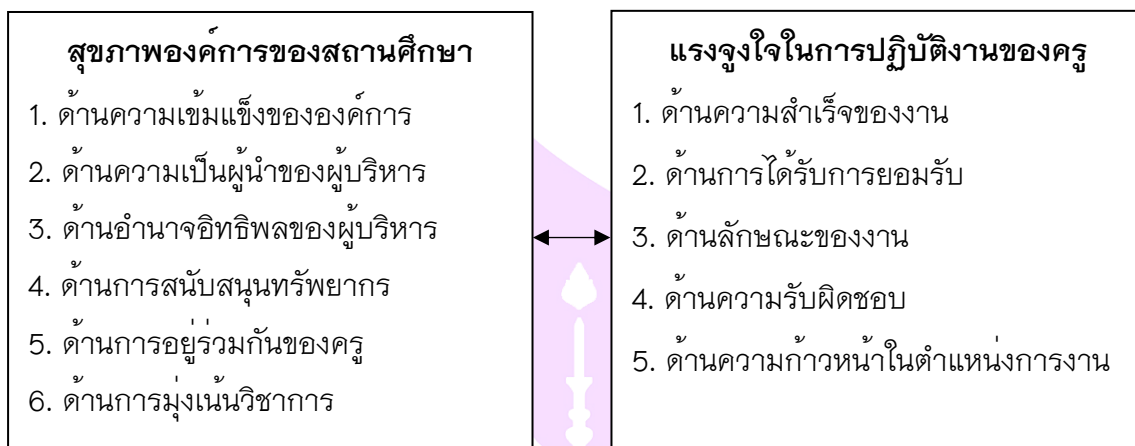 สุขภาพองค์การของสถานศึกษา
1. ด้านความเข้มแข็งขององค์การ
2. ด้านความเป็นผู้นำของผู้บริหาร
3. ด้านอำนาจอิทธิพลของผู้บริหาร
4. ด้านการสนับสนุนทรัพยากร
5. ด้านการอยู่ร่วมกันของครู
6. ด้านการมุ่งเน้นวิชาการ
แรงจูงใจในการปฏิบัติงานของครู
1. ด้านความสำเร็จของงาน
2. ด้านการได้รับการยอมรับ
3. ด้านลักษณะของงาน
4. ด้านความรับผิดชอบ
5. ด้านความก้าวหน้าในตำแหน่งการงาน